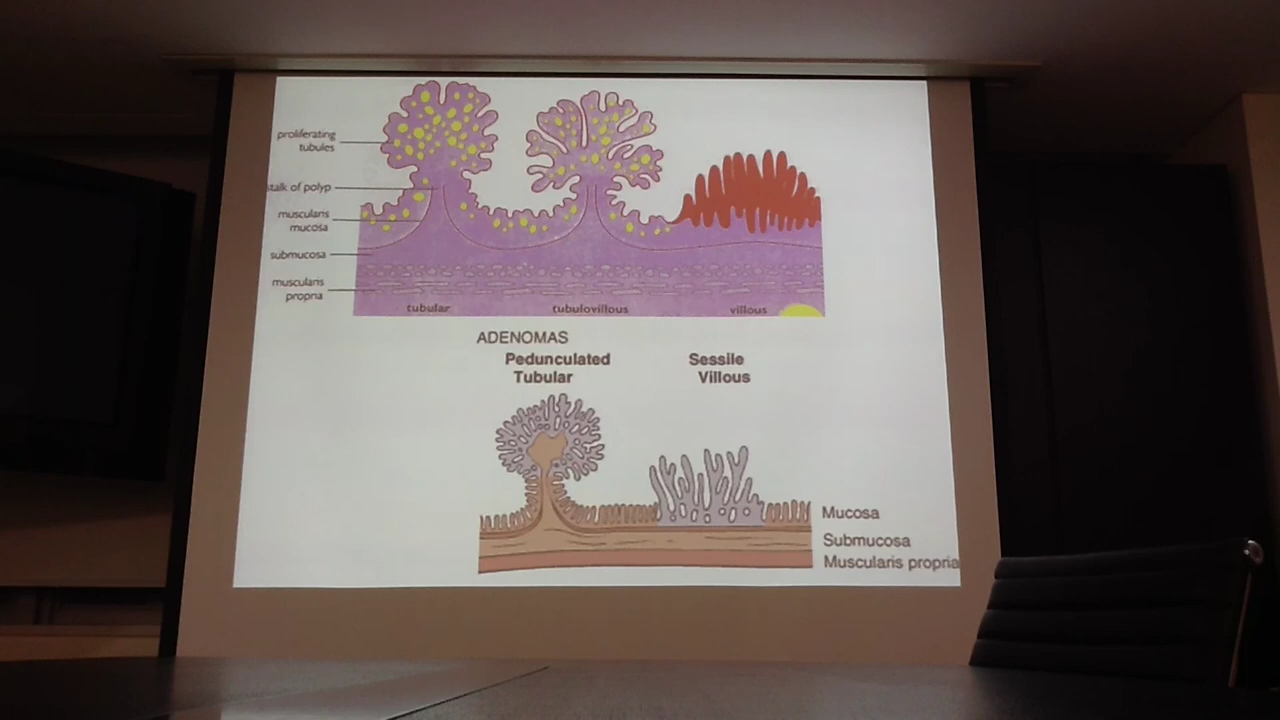 proliferating
tubules
stalk of polyp
muscularis
mucosa
submucosa
muscularis
propria
tubular
tubulovillous
villous
ADENOMAS
Pedunculated
Tubular
Sessile
Villous
Mucosa
Submucosa
Muscularis propria